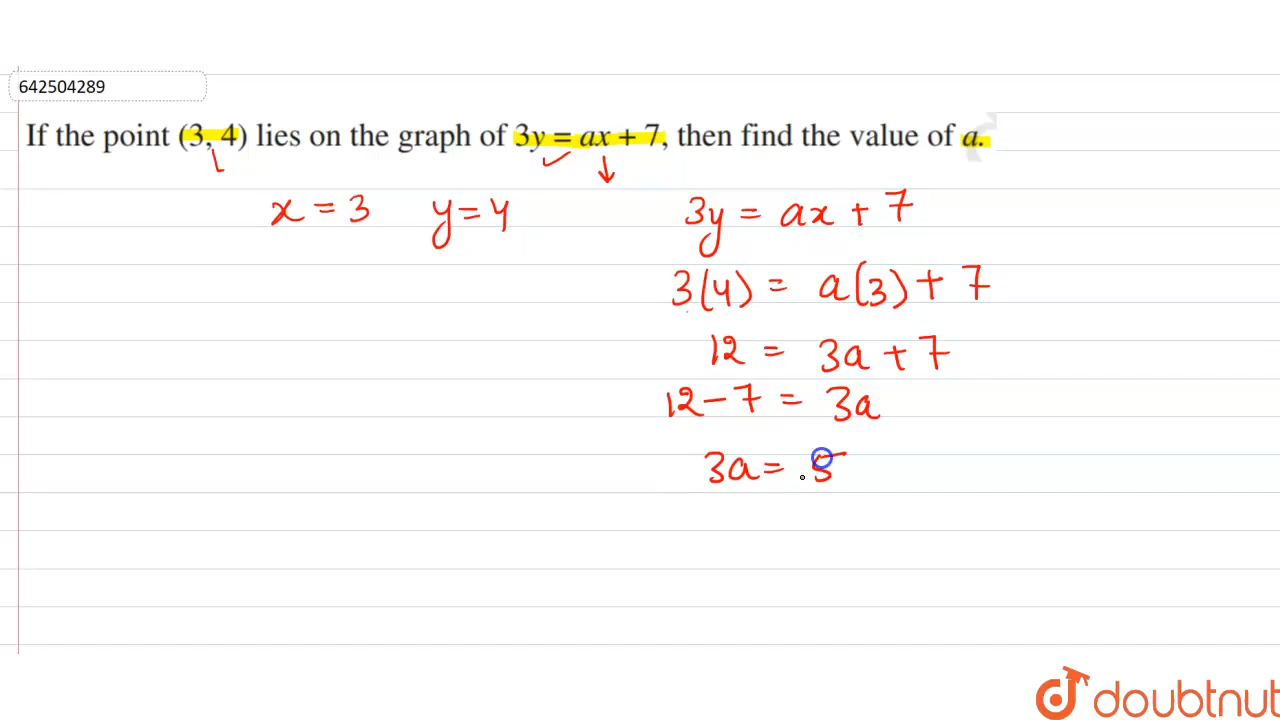 642504289
If the point (3, 4) lies on the graph of 3y = ax + 7, then find the value of a.
x = 3 y = 4 3y = ax + 7
3(4) = a(3) + 7
12 = 3a + 7
12 - 7 = 3a
3a = 5
doubtnut